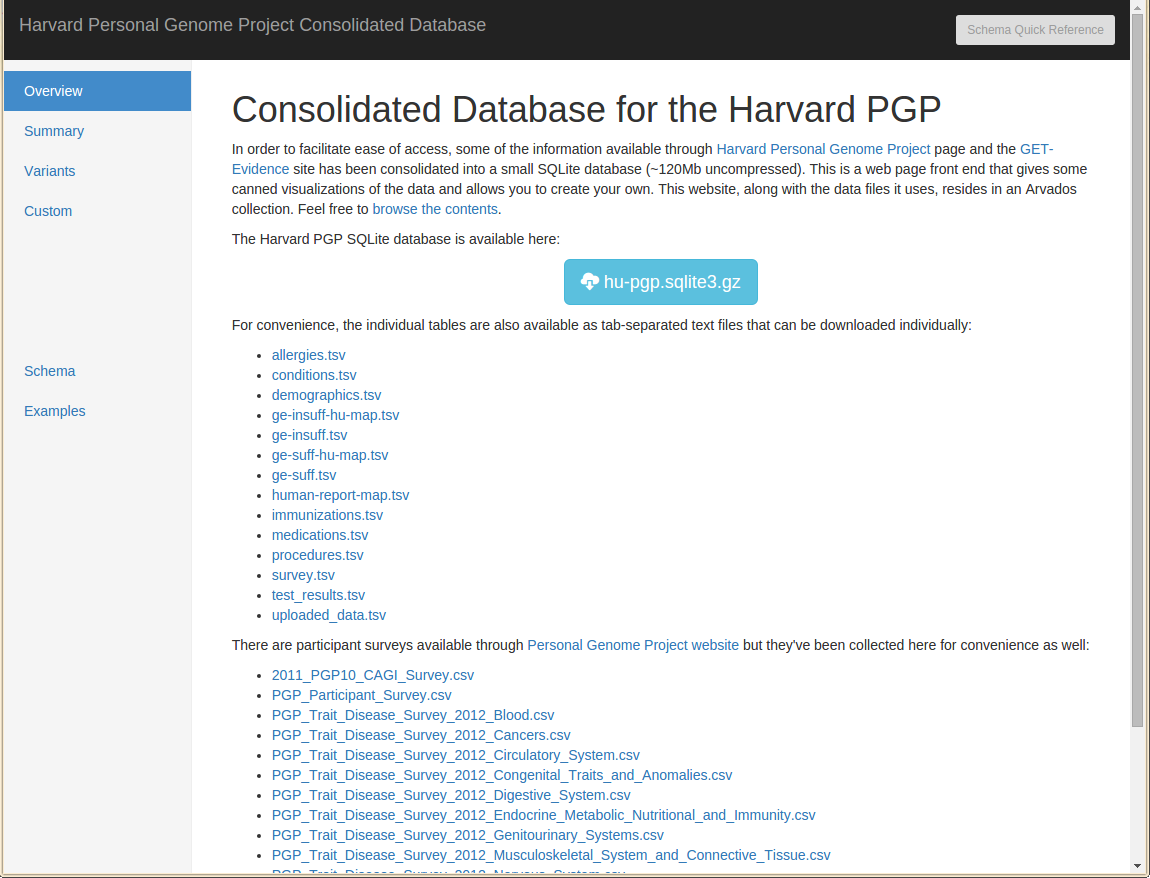 Harvard Personal Genome Project Consolidated Database
Schema Quick Reference
Overview
Summary
Variants
Custom
Schema
Examples
Consolidated Database for the Harvard PGP
In order to facilitate ease of access, some of the information available through Harvard Personal Genome Project page and the GET-
Evidence site has been consolidated into a small SQLite database (~120Mb uncompressed). This is a web page front end that gives some
canned visualizations of the data and allows you to create your own. This website, along with the data files it uses, resides in an Arvados
collection. Feel free to browse the contents.
The Harvard PGP SQLite database is available here:
hu-pgp.sqlite3.gz
For convenience, the individual tables are also available as tab-separated text files that can be downloaded individually:
• allergies.tsv
• conditions.tsv
• demographics.tsv
• ge-insuff-hu-map.tsv
• ge-insuff.tsv
• ge-suff-hu-map.tsv
• ge-suff.tsv
• human-report-map.tsv
• immunizations.tsv
• medications.tsv
• procedures.tsv
• survey.tsv
• test_results.tsv
• uploaded_data.tsv
There are participant surveys available through Personal Genome Project website but they've been collected here for convenience as well:
• 2011_PGP10_CAGI_Survey.csv
• PGP_Participant_Survey.csv
• PGP_Trait_Disease_Survey_2012_Blood.csv
• PGP_Trait_Disease_Survey_2012_Cancers.csv
• PGP_Trait_Disease_Survey_2012_Circulatory_System.csv
• PGP_Trait_Disease_Survey_2012_Congenital_Traits_and_Anomalies.csv
• PGP_Trait_Disease_Survey_2012_Digestive_System.csv
• PGP_Trait_Disease_Survey_2012_Endocrine_Metabolic_Nutritional_and_Immunity.csv
• PGP_Trait_Disease_Survey_2012_Genitourinary_Systems.csv
• PGP_Trait_Disease_Survey_2012_Musculoskeletal_System_and_Connective_Tissue.csv
• PGP_Trait_Disease_Survey_2012_Nervous_System.csv